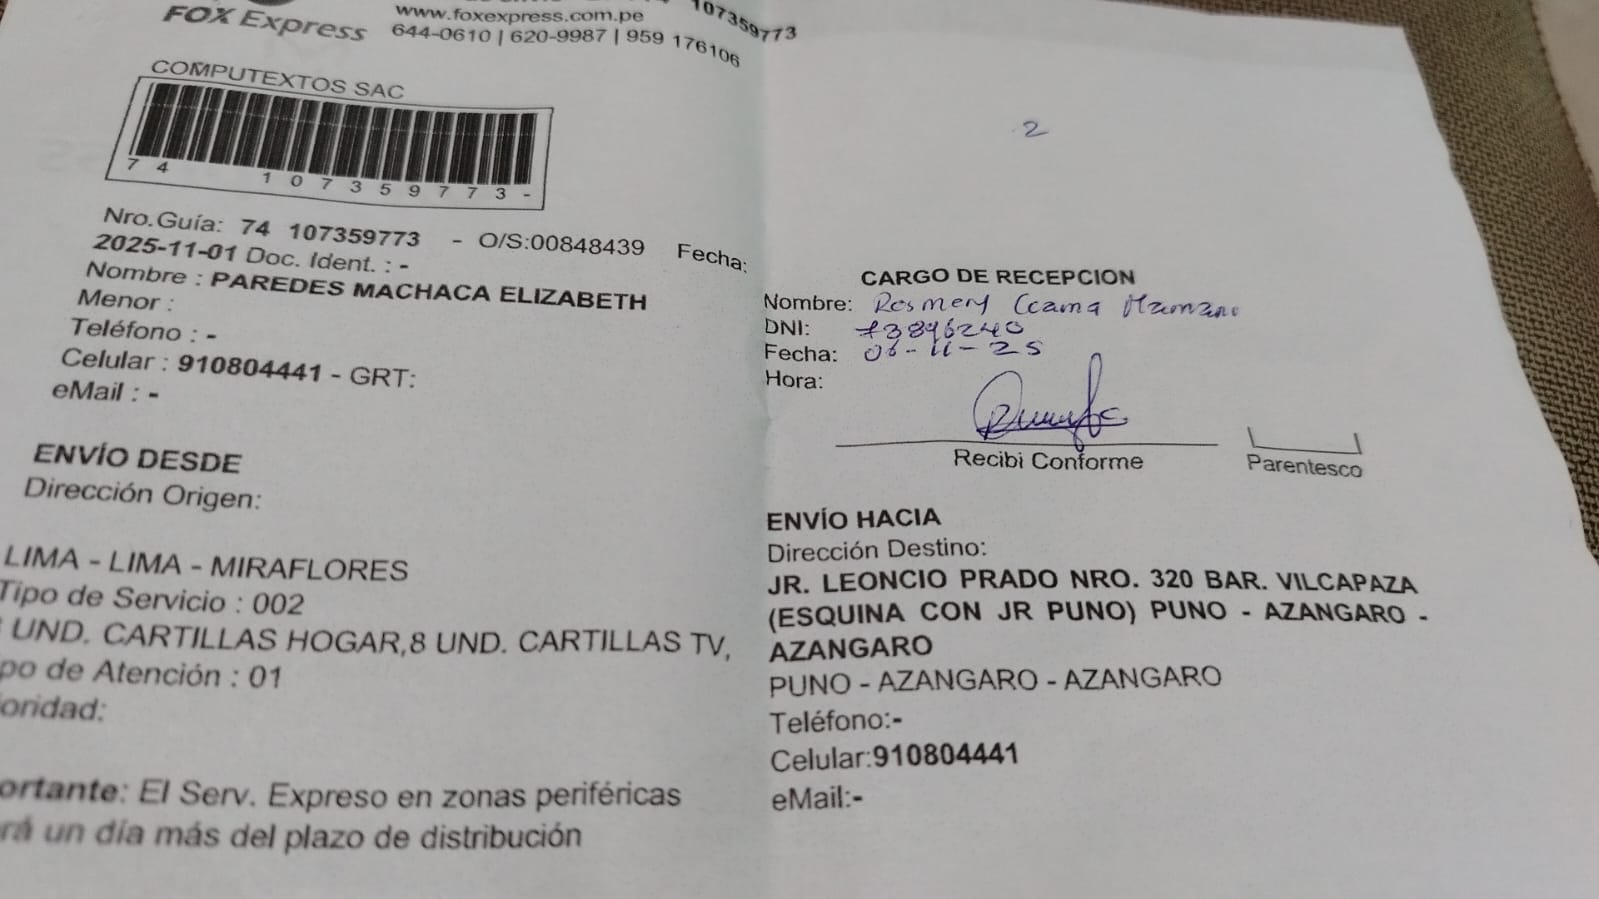 107359773
FOX Express
www.foxexpress.com.pe
644-0610 | 620-9987 | 959 176106
COMPUTEXTOS SAC
74 107359773-
2
Nro.Guía: 74 107359773 - O/S:00848439 Fecha:
2025-11-01 Doc. Ident. : -
Nombre : PAREDES MACHACA ELIZABETH
Menor :
Teléfono : -
Celular : 910804441 - GRT:
eMail : -
ENVÍO DESDE
Dirección Origen:
LIMA - LIMA - MIRAFLORES
Tipo de Servicio : 002
UND. CARTILLAS HOGAR,8 UND. CARTILLAS TV,
po de Atención : 01
oridad:
ortante: El Serv. Expreso en zonas periféricas
rá un día más del plazo de distribución
CARGO DE RECEPCION
Nombre: Rosmery Ccama Mamani
DNI: 73896240
Fecha: 06-11-25
Hora:
Recibi Conforme
Parentesco
ENVÍO HACIA
Dirección Destino:
JR. LEONCIO PRADO NRO. 320 BAR. VILCAPAZA
(ESQUINA CON JR PUNO) PUNO - AZANGARO -
AZANGARO
PUNO - AZANGARO - AZANGARO
Teléfono:-
Celular:910804441
eMail:-